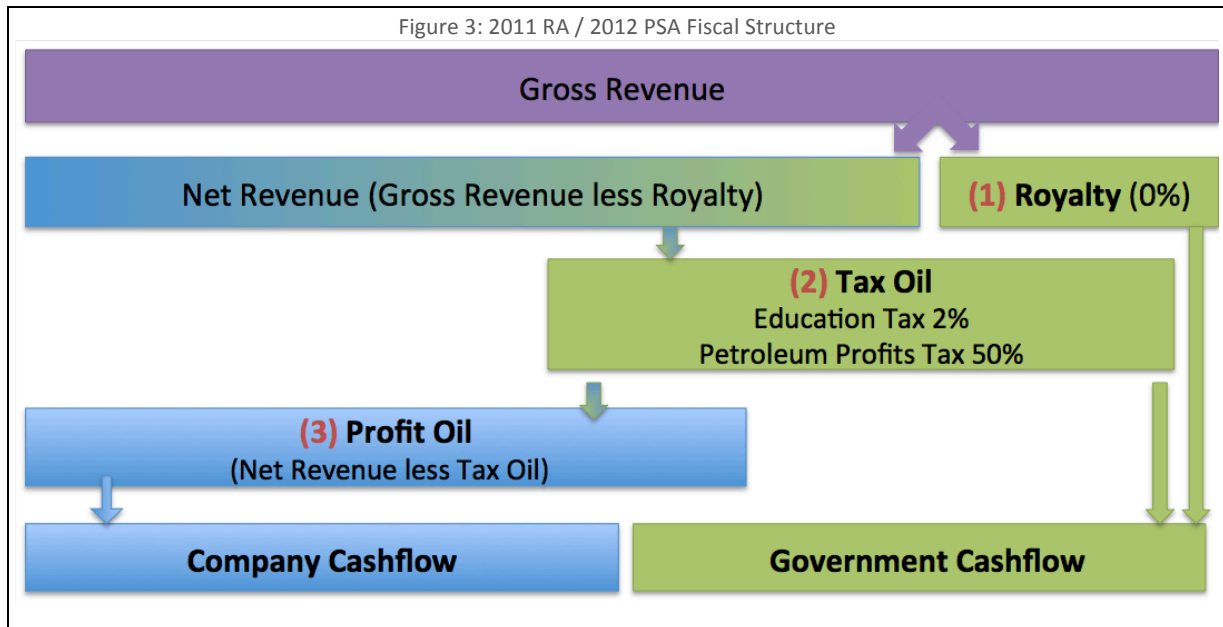 Figure 3: 2011 RA / 2012 PSA Fiscal Structure
Gross Revenue
Net Revenue (Gross Revenue less Royalty)
(1) Royalty (0%)
(2) Tax Oil
Education Tax 2%
Petroleum Profits Tax 50%
(3) Profit Oil
(Net Revenue less Tax Oil)
Company Cashflow
Government Cashflow